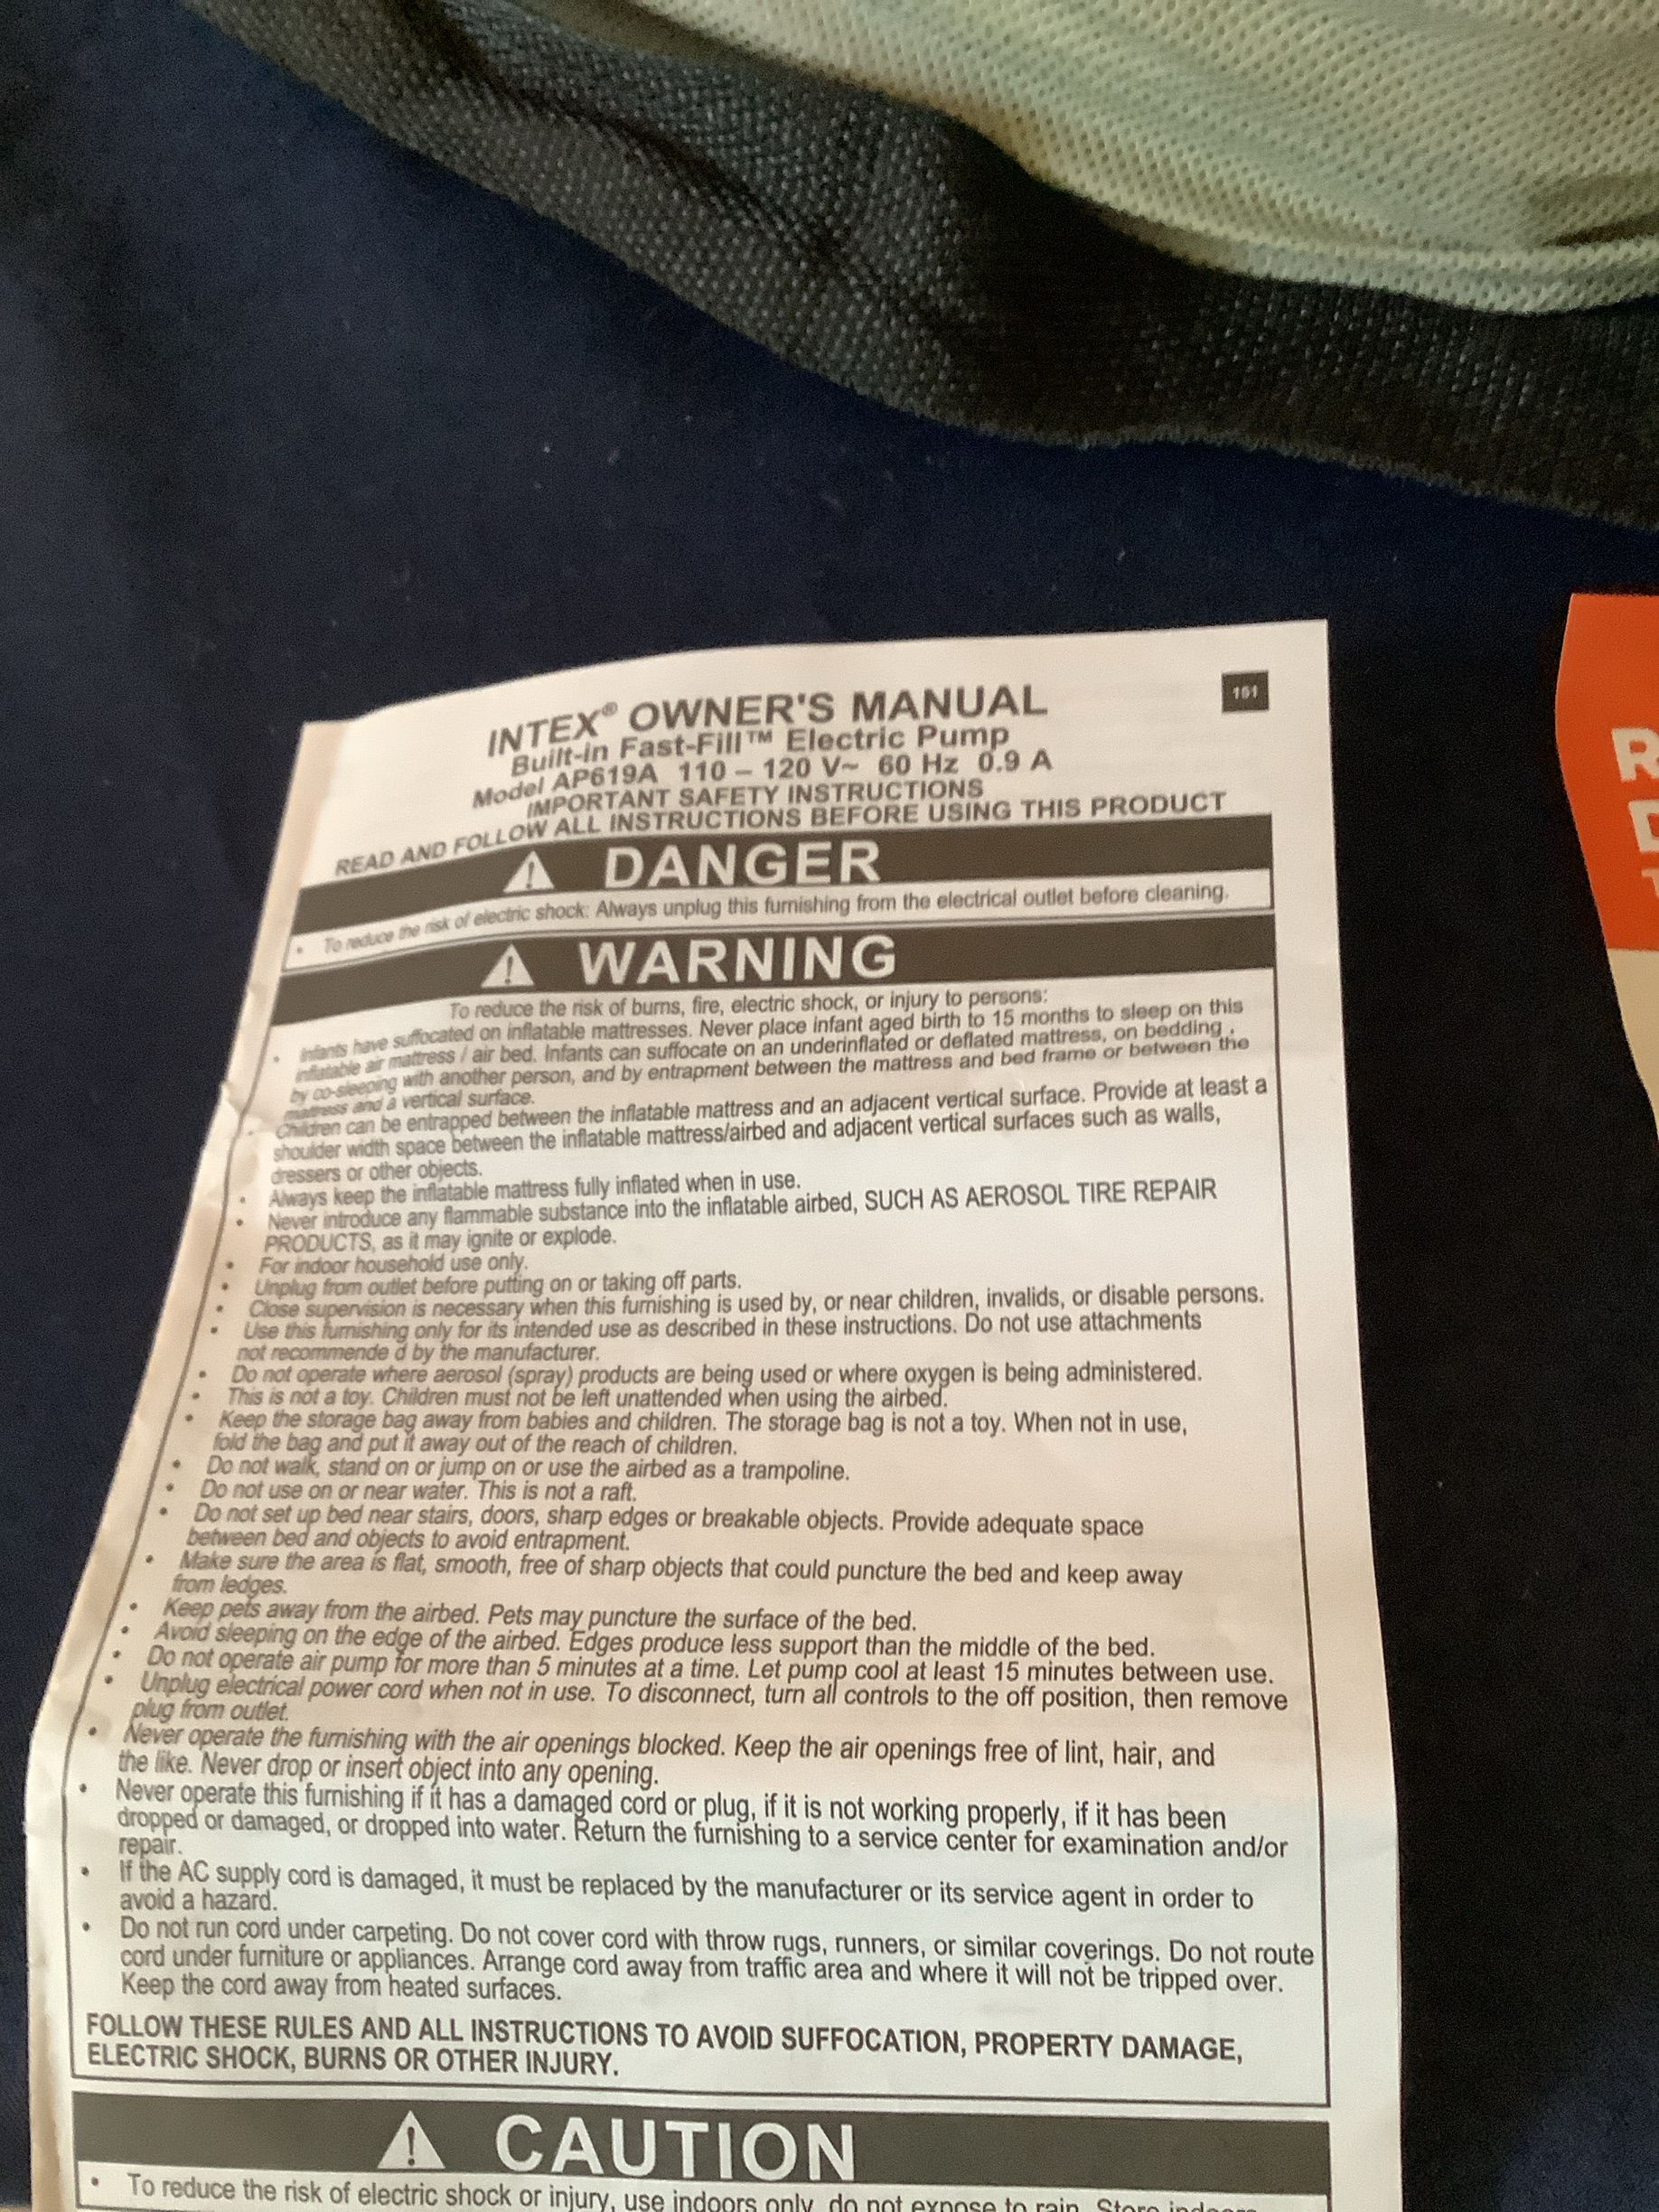 INTEX® OWNER'S MANUAL
161
Built-in Fast-Fill™ Electric Pump
Model AP619A 110 – 120 V~ 60 Hz 0.9 A
IMPORTANT SAFETY INSTRUCTIONS
READ AND FOLLOW ALL INSTRUCTIONS BEFORE USING THIS PRODUCT
DANGER
• To reduce the risk of electric shock: Always unplug this furnishing from the electrical outlet before cleaning.
WARNING
To reduce the risk of burns, fire, electric shock, or injury to persons:
• Infants have suffocated on inflatable mattresses. Never place infant aged birth to 15 months to sleep on this
inflatable air mattress / air bed. Infants can suffocate on an underinflated or deflated mattress, on bedding ,
by co-sleeping with another person, and by entrapment between the mattress and bed frame or between the
mattress and a vertical surface.
• Children can be entrapped between the inflatable mattress and an adjacent vertical surface. Provide at least a
shoulder width space between the inflatable mattress/airbed and adjacent vertical surfaces such as walls,
dressers or other objects.
• Always keep the inflatable mattress fully inflated when in use.
• Never introduce any flammable substance into the inflatable airbed, SUCH AS AEROSOL TIRE REPAIR
PRODUCTS, as it may ignite or explode.
• For indoor household use only.
• Unplug from outlet before putting on or taking off parts.
• Close supervision is necessary when this furnishing is used by, or near children, invalids, or disable persons.
• Use this furnishing only for its intended use as described in these instructions. Do not use attachments
not recommende d by the manufacturer.
• Do not operate where aerosol (spray) products are being used or where oxygen is being administered.
• This is not a toy. Children must not be left unattended when using the airbed.
• Keep the storage bag away from babies and children. The storage bag is not a toy. When not in use,
fold the bag and put it away out of the reach of children.
• Do not walk, stand on or jump on or use the airbed as a trampoline.
• Do not use on or near water. This is not a raft.
• Do not set up bed near stairs, doors, sharp edges or breakable objects. Provide adequate space
between bed and objects to avoid entrapment.
• Make sure the area is flat, smooth, free of sharp objects that could puncture the bed and keep away
from ledges.
• Keep pets away from the airbed. Pets may puncture the surface of the bed.
• Avoid sleeping on the edge of the airbed. Edges produce less support than the middle of the bed.
• Do not operate air pump for more than 5 minutes at a time. Let pump cool at least 15 minutes between use.
• Unplug electrical power cord when not in use. To disconnect, turn all controls to the off position, then remove
plug from outlet.
• Never operate the furnishing with the air openings blocked. Keep the air openings free of lint, hair, and
the like. Never drop or insert object into any opening.
• Never operate this furnishing if it has a damaged cord or plug, if it is not working properly, if it has been
dropped or damaged, or dropped into water. Return the furnishing to a service center for examination and/or
repair.
• If the AC supply cord is damaged, it must be replaced by the manufacturer or its service agent in order to
avoid a hazard.
• Do not run cord under carpeting. Do not cover cord with throw rugs, runners, or similar coverings. Do not route
cord under furniture or appliances. Arrange cord away from traffic area and where it will not be tripped over.
Keep the cord away from heated surfaces.
FOLLOW THESE RULES AND ALL INSTRUCTIONS TO AVOID SUFFOCATION, PROPERTY DAMAGE,
ELECTRIC SHOCK, BURNS OR OTHER INJURY.
CAUTION
• To reduce the risk of electric shock or injury, use indoors only, do not expose to rain. Store
R
D